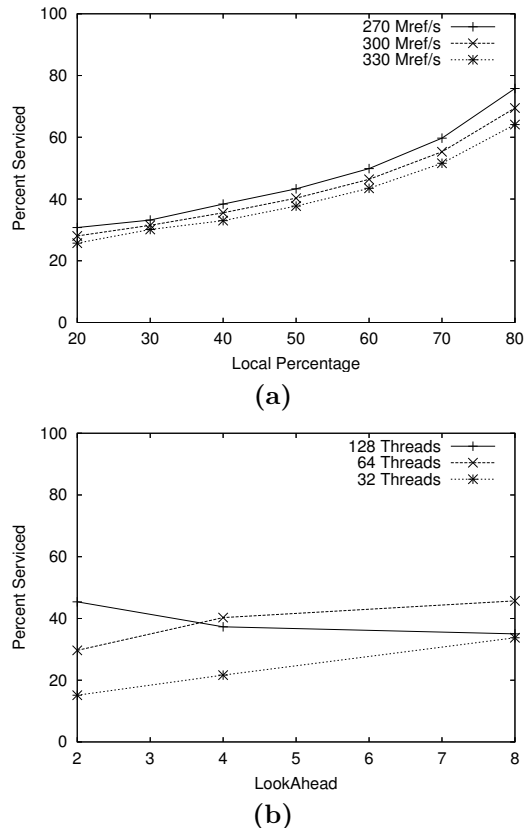 100
80
60
40
20
0
Percent Serviced
270 Mref/s
300 Mref/s
330 Mref/s
20 30 40 50 60 70 80
Local Percentage
(a)
100
80
60
40
20
0
Percent Serviced
128 Threads
64 Threads
32 Threads
2 3 4 5 6 7 8
LookAhead
(b)